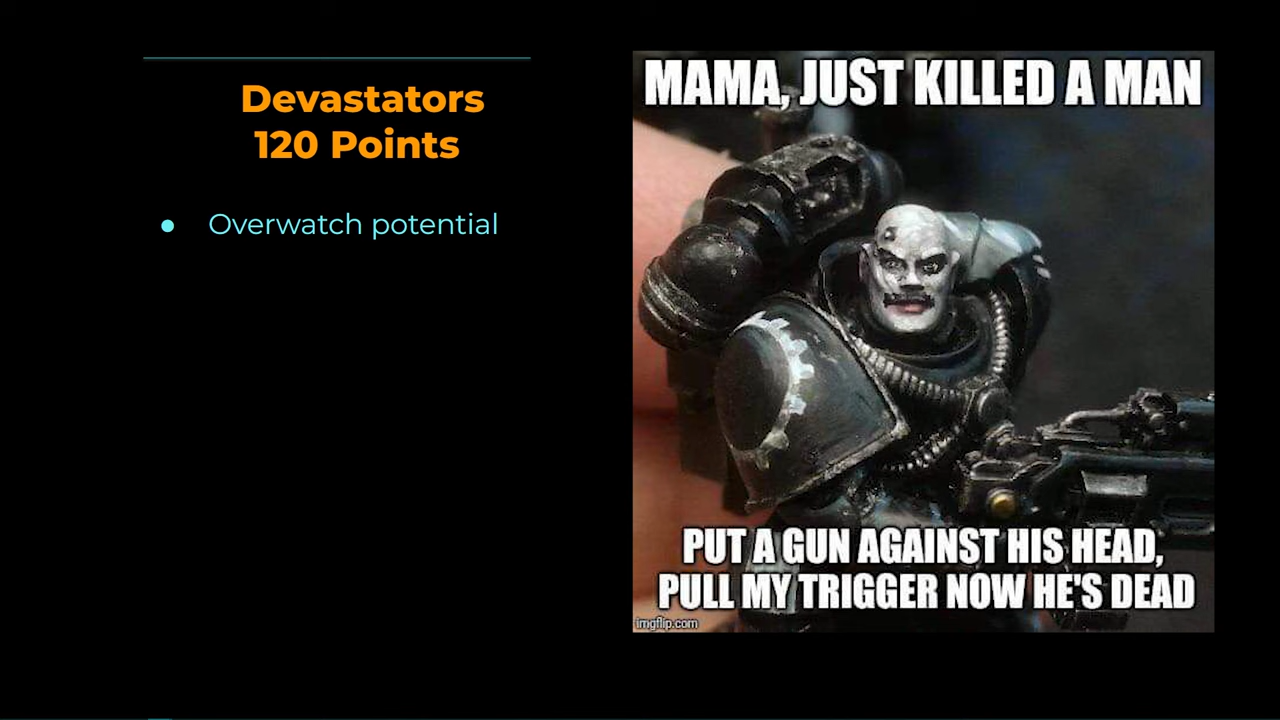 Devastators
120 Points
● Overwatch potential
MAMA, JUST KILLED A MAN
PUT A GUN AGAINST HIS HEAD,
PULL MY TRIGGER NOW HE'S DEAD
imgflip.com